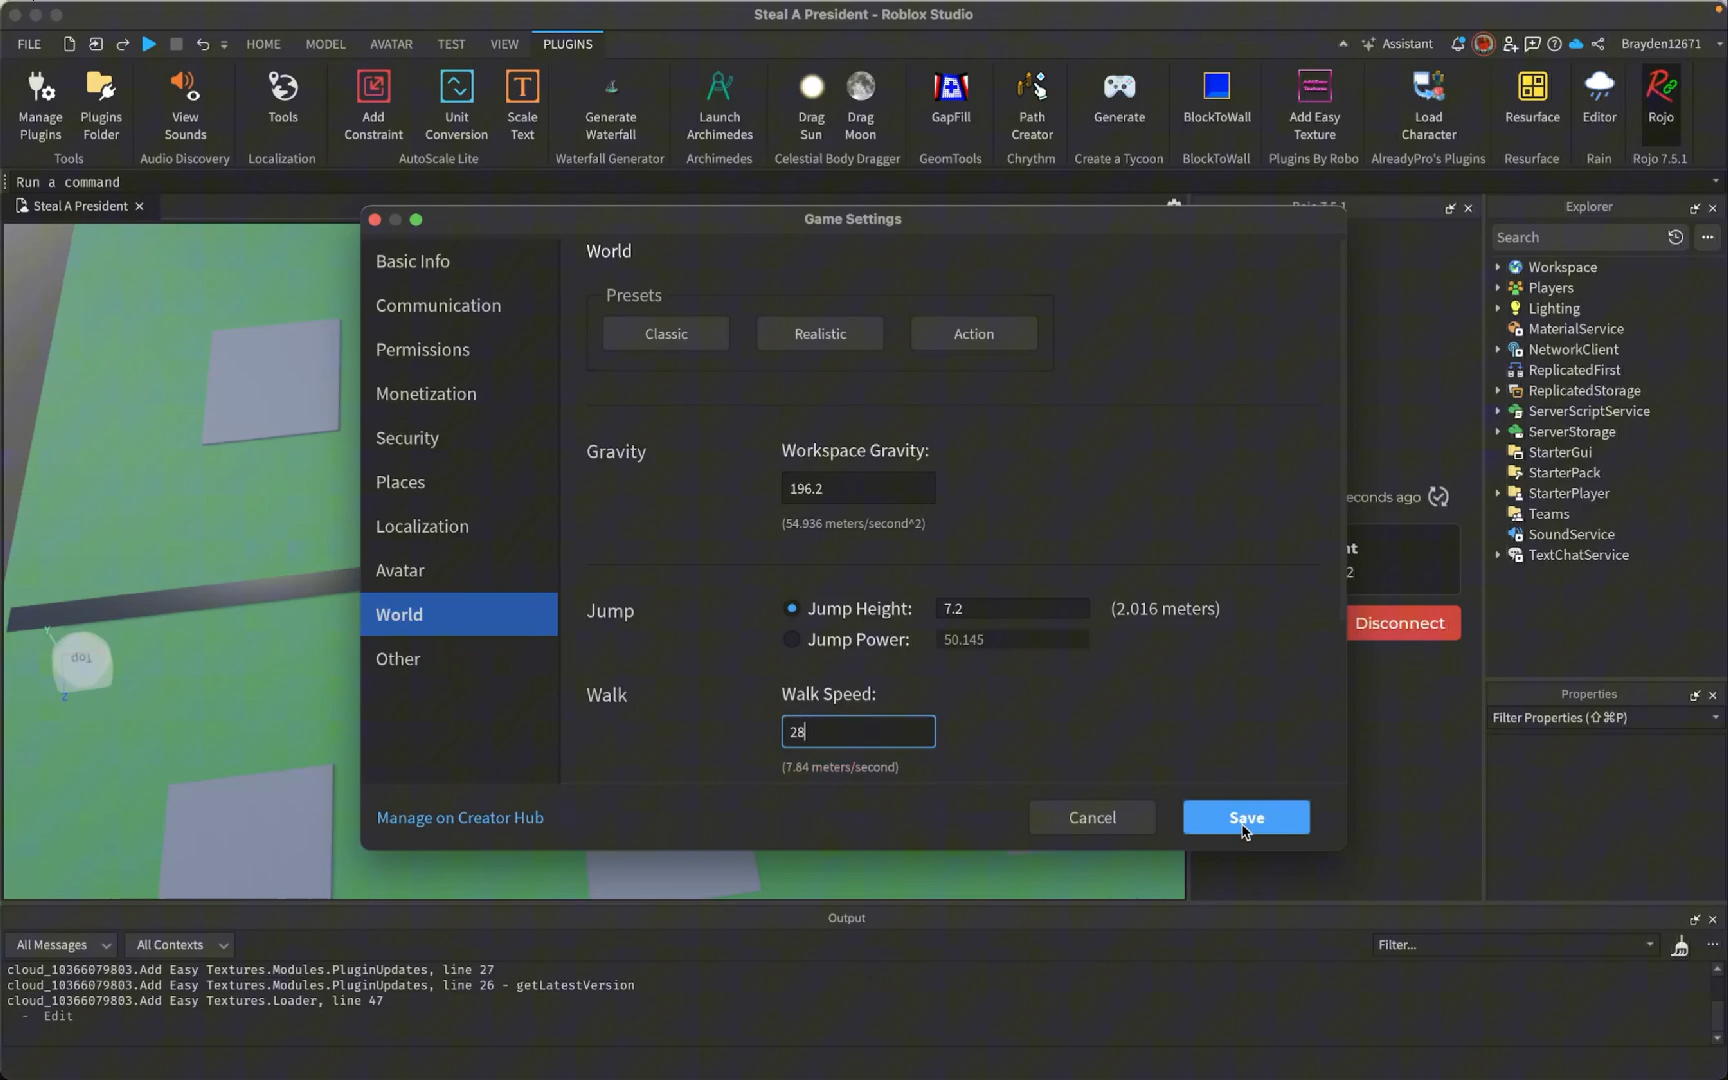 Steal A President - Roblox Studio
FILE HOME MODEL AVATAR TEST VIEW PLUGINS Assistant Brayden12671
Manage Plugins
Plugins Folder
Tools
View Sounds
Audio Discovery
Tools
Localization
Add Constraint
Unit Conversion
Scale Text
AutoScale Lite
Generate Waterfall
Waterfall Generator
Launch Archimedes
Archimedes
Drag Sun
Drag Moon
Celestial Body Dragger
GapFill
GeomTools
Path Creator
Chrythm
Generate
Create a Tycoon
BlockToWall
BlockToWall
Add Easy Texture
Plugins By Robo
Load Character
AlreadyPro's Plugins
Resurface
Resurface
Editor
Rain
Rojo
Rojo 7.5.1
Run a command
Steal A President
Game Settings
Basic Info
Communication
Permissions
Monetization
Security
Places
Localization
Avatar
World
Other
World
Presets
Classic Realistic Action
Gravity
Workspace Gravity:
196.2
(54.936 meters/second^2)
Jump
Jump Height: 7.2 (2.016 meters)
Jump Power: 50.145
Walk
Walk Speed:
28
(7.84 meters/second)
Manage on Creator Hub
Cancel Save
econds ago
nt
2
Disconnect
Explorer
Search
Workspace
Players
Lighting
MaterialService
NetworkClient
ReplicatedFirst
ReplicatedStorage
ServerScriptService
ServerStorage
StarterGui
StarterPack
StarterPlayer
Teams
SoundService
TextChatService
Properties
Filter Properties (⇧⌘P)
Top
Y
Z
Output
All Messages All Contexts Filter...
cloud_10366079803.Add Easy Textures.Modules.PluginUpdates, line 27
cloud_10366079803.Add Easy Textures.Modules.PluginUpdates, line 26 - getLatestVersion
cloud_10366079803.Add Easy Textures.Loader, line 47
- Edit